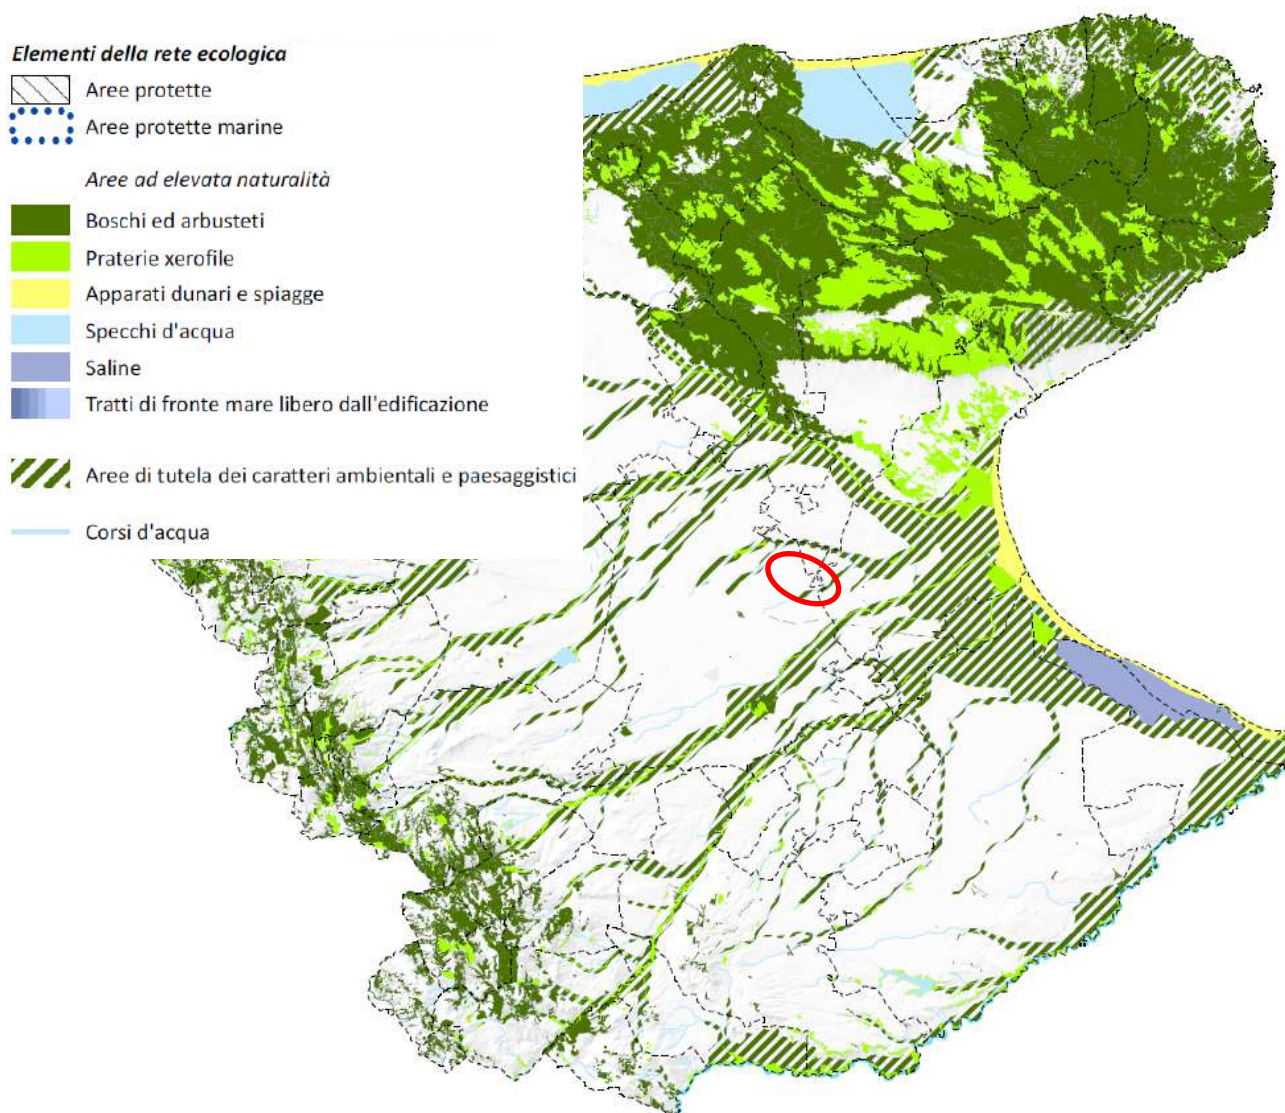 Elementi della rete ecologica
Aree protette
Aree protette marine
Aree ad elevata naturalità
Boschi ed arbusteti
Praterie xerofile
Apparati dunari e spiagge
Specchi d'acqua
Saline
Tratti di fronte mare libero dall'edificazione
Aree di tutela dei caratteri ambientali e paesaggistici
Corsi d'acqua